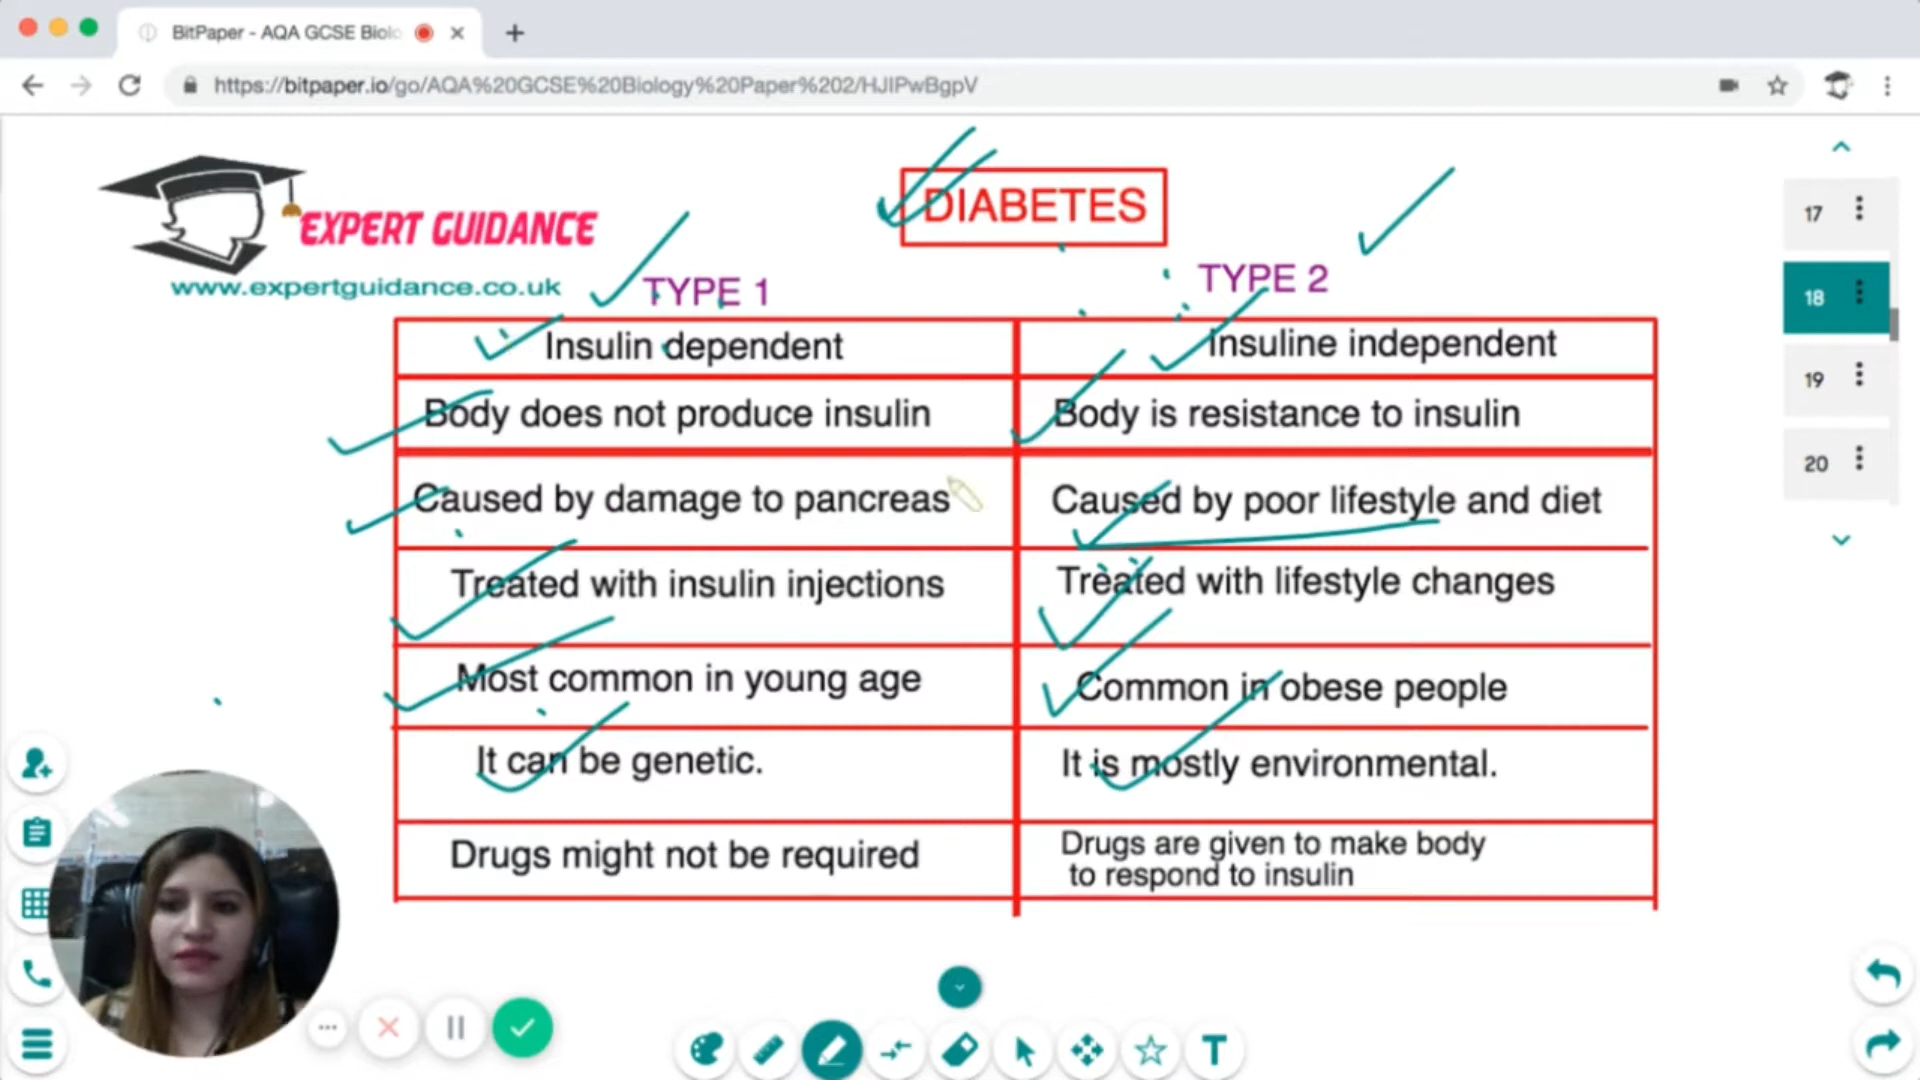 BitPaper - AQA GCSE Biolo
https://bitpaper.io/go/AQA%20GCSE%20Biology%20Paper%202/HJIPwBgpV
EXPERT GUIDANCE
www.expertguidance.co.uk
DIABETES
TYPE 1
TYPE 2
Insulin dependent
Insuline independent
Body does not produce insulin
Body is resistance to insulin
Caused by damage to pancreas
Caused by poor lifestyle and diet
Treated with insulin injections
Treated with lifestyle changes
Most common in young age
Common in obese people
It can be genetic.
It is mostly environmental.
Drugs might not be required
Drugs are given to make body
to respond to insulin
17
18
19
20
T